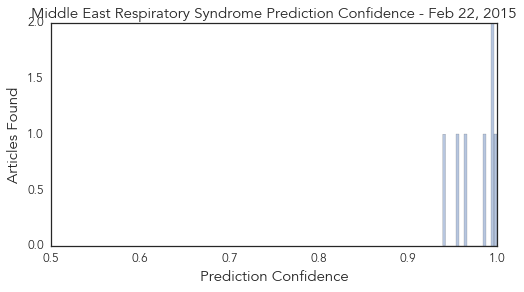 Middle East Respiratory Syndrome Prediction Confidence - Feb 22, 2015
2.0
1.5
1.0
0.5
0.0
Articles Found
0.5 0.6 0.7 0.8 0.9 1.0
Prediction Confidence